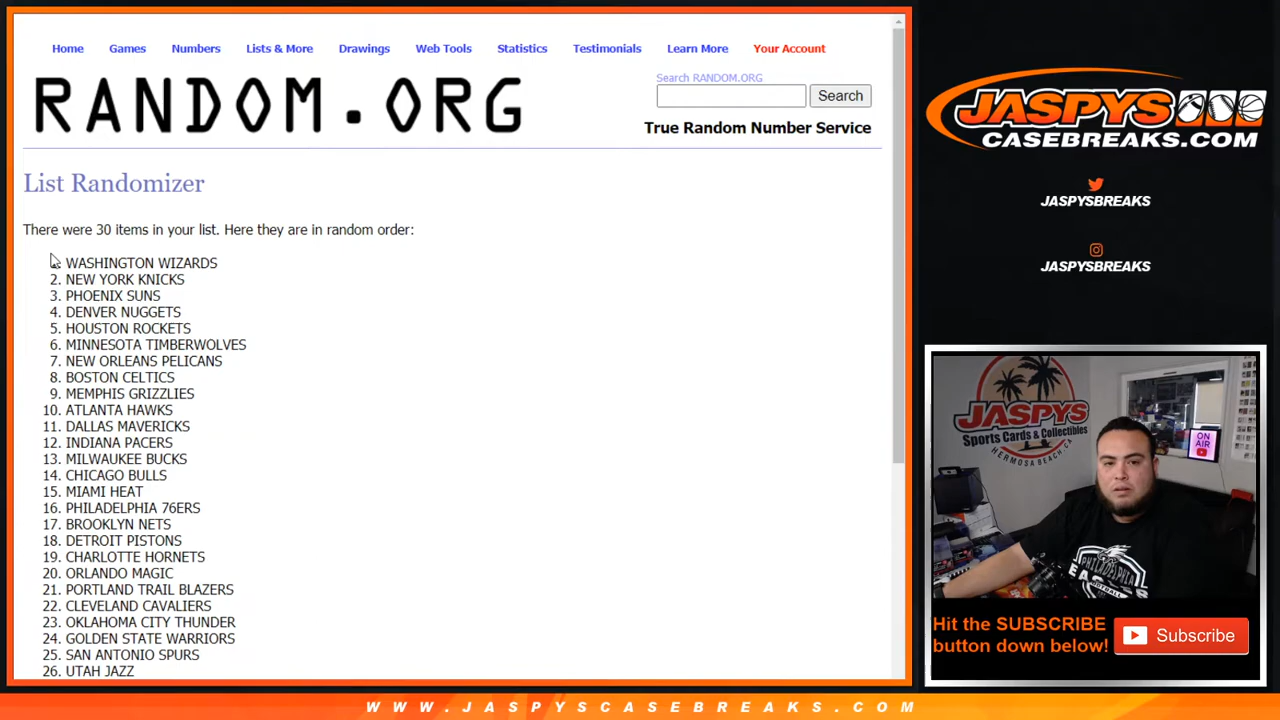 Home Games Numbers Lists & More Drawings Web Tools Statistics Testimonials Learn More Your Account
RANDOM.ORG
Search RANDOM.ORG
Search
True Random Number Service
List Randomizer
There were 30 items in your list. Here they are in random order:
WASHINGTON WIZARDS
2. NEW YORK KNICKS
3. PHOENIX SUNS
4. DENVER NUGGETS
5. HOUSTON ROCKETS
6. MINNESOTA TIMBERWOLVES
7. NEW ORLEANS PELICANS
8. BOSTON CELTICS
9. MEMPHIS GRIZZLIES
10. ATLANTA HAWKS
11. DALLAS MAVERICKS
12. INDIANA PACERS
13. MILWAUKEE BUCKS
14. CHICAGO BULLS
15. MIAMI HEAT
16. PHILADELPHIA 76ERS
17. BROOKLYN NETS
18. DETROIT PISTONS
19. CHARLOTTE HORNETS
20. ORLANDO MAGIC
21. PORTLAND TRAIL BLAZERS
22. CLEVELAND CAVALIERS
23. OKLAHOMA CITY THUNDER
24. GOLDEN STATE WARRIORS
25. SAN ANTONIO SPURS
26. UTAH JAZZ
JASPYS
CASEBREAKS.COM
JASPYSBREAKS
JASPYSBREAKS
JASPYS
Sports Cards & Collectibles
HERMOSA BEACH, CA
ON
AIR
PHILADELPHIA
EAGLES
FOOTBALL
Hit the SUBSCRIBE
button down below!
Subscribe
WWW.JASPYSCASEBREAKS.COM